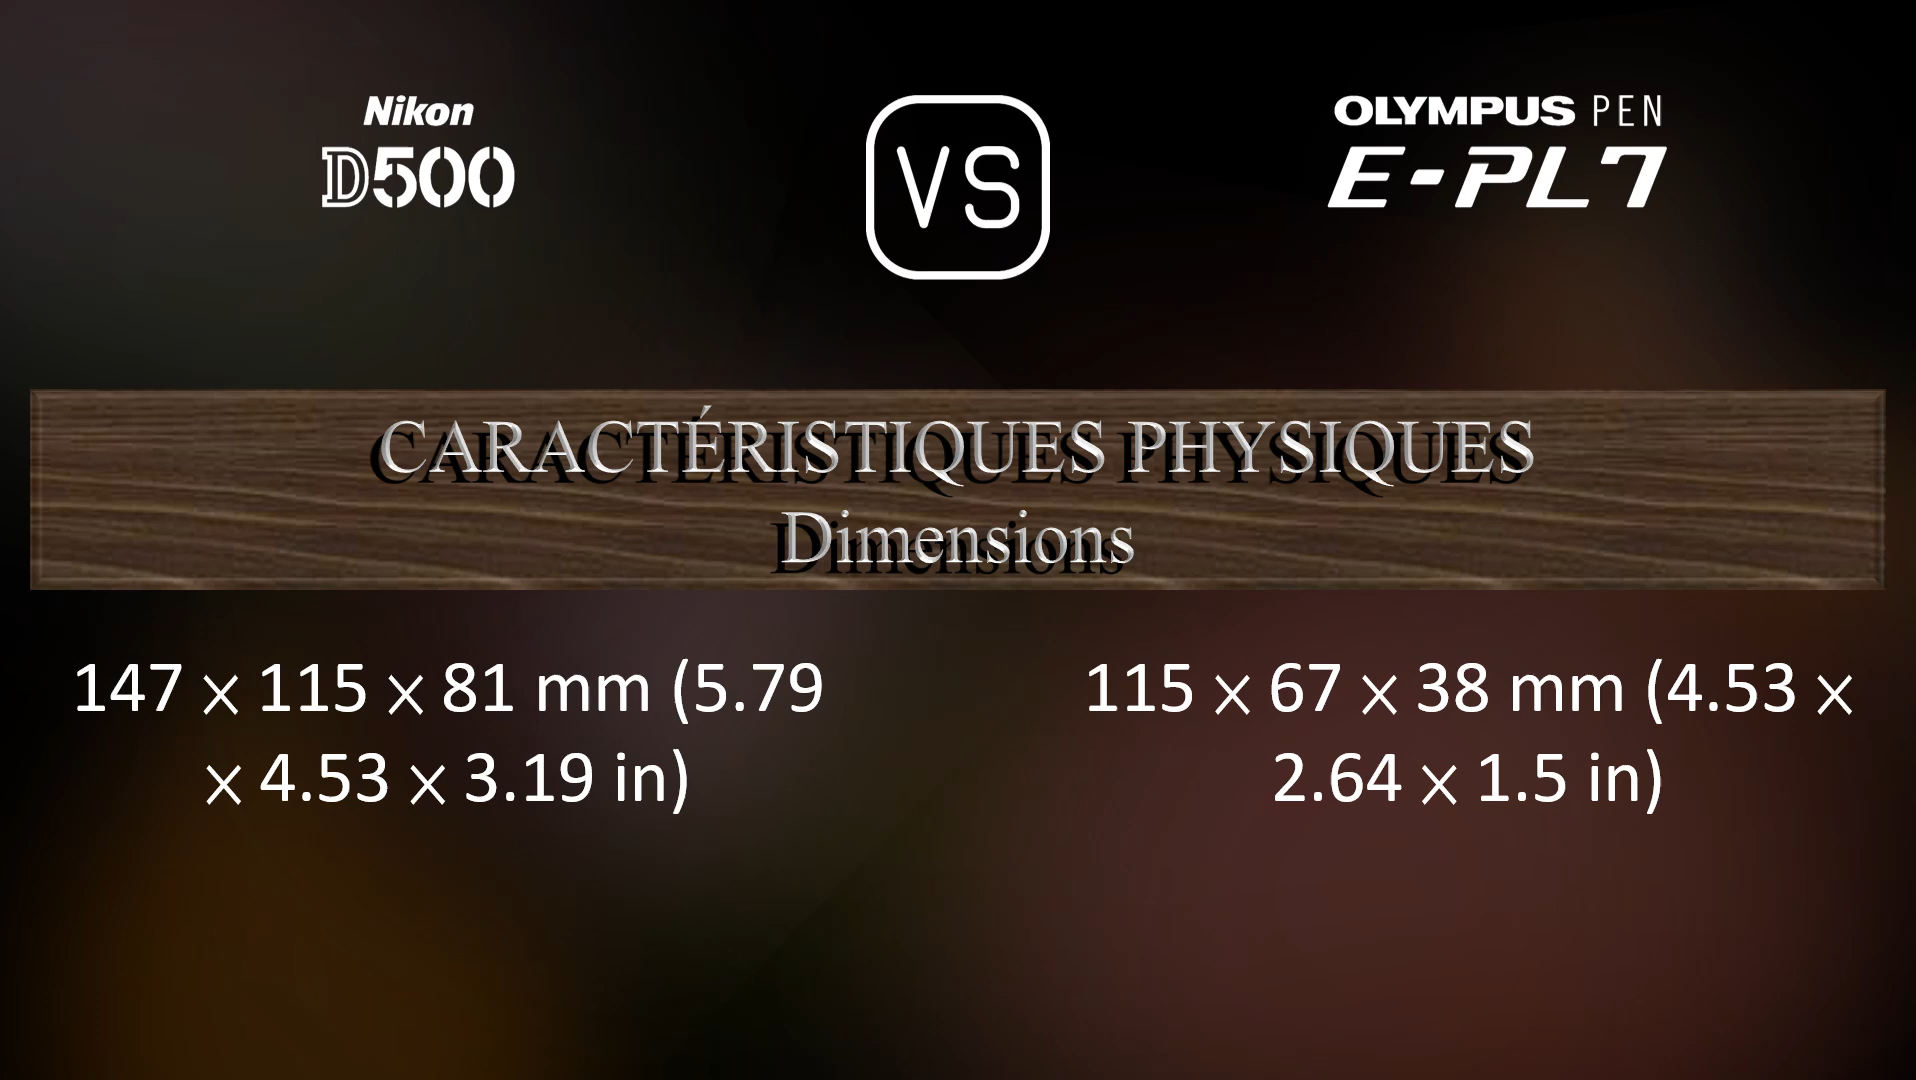 Nikon
D500
VS
OLYMPUS PEN
E-PL7
CARACTÉRISTIQUES PHYSIQUES
Dimensions
147 x 115 x 81 mm (5.79
x 4.53 x 3.19 in)
115 x 67 x 38 mm (4.53 x
2.64 x 1.5 in)